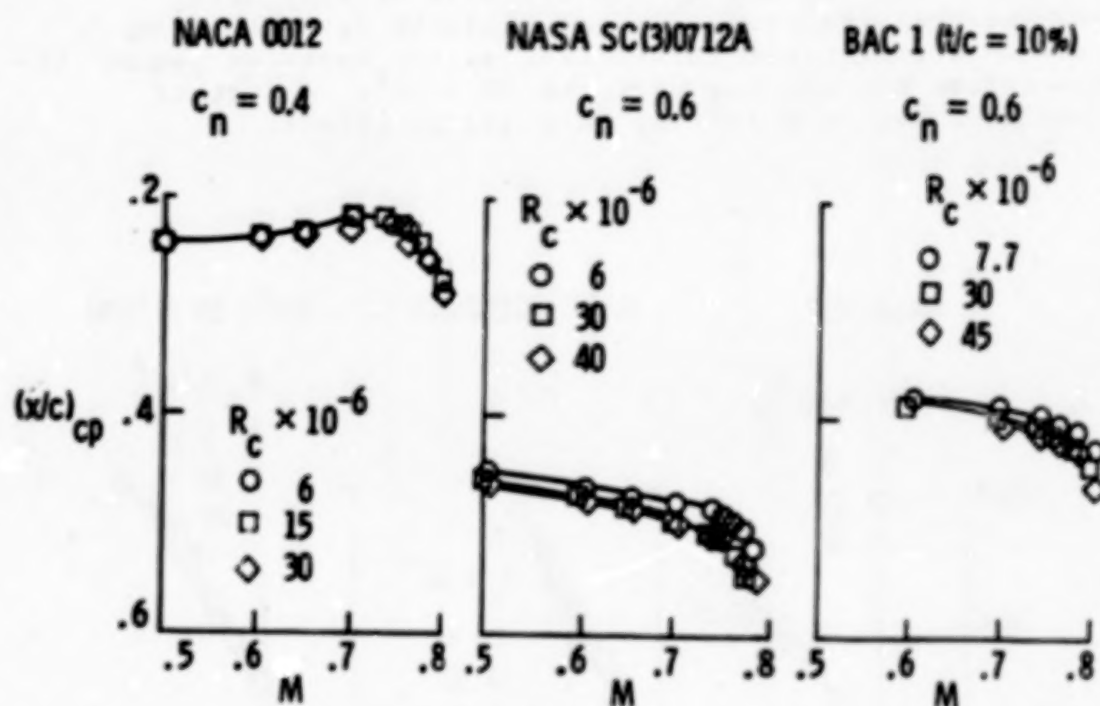 NACA 0012
c_n = 0.4
.2
(x/c)_cp .4
R_c × 10^-6
○ 6
□ 15
◇ 30
.6
.5 .6 .7 .8
M
NASA SC(3)0712A
c_n = 0.6
R_c × 10^-6
○ 6
□ 30
◇ 40
.5 .6 .7 .8
M
BAC 1 (t/c = 10%)
c_n = 0.6
R_c × 10^-6
○ 7.7
□ 30
◇ 45
.5 .6 .7 .8
M